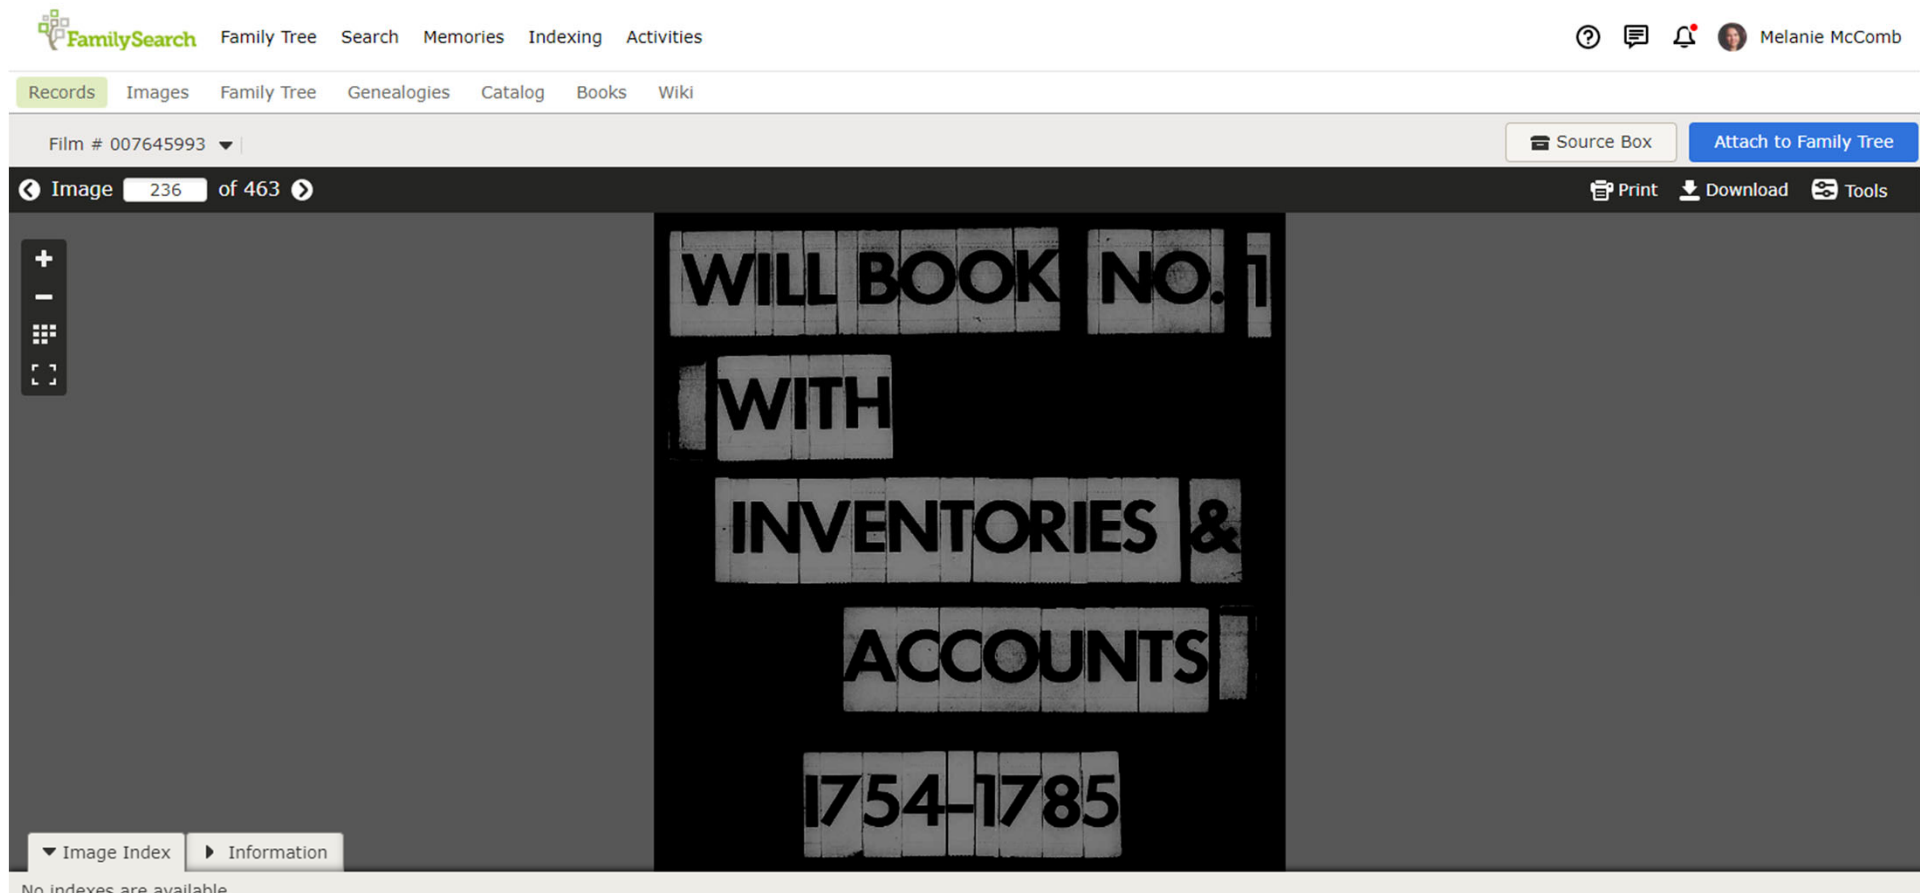 FamilySearch Family Tree Search Memories Indexing Activities Melanie McComb
Records Images Family Tree Genealogies Catalog Books Wiki
Film # 007645993 Source Box Attach to Family Tree
Image 236 of 463 Print Download Tools
WILL BOOK NO. 1
WITH
INVENTORIES &
ACCOUNTS
1754-1785
Image Index Information
No indexes are available